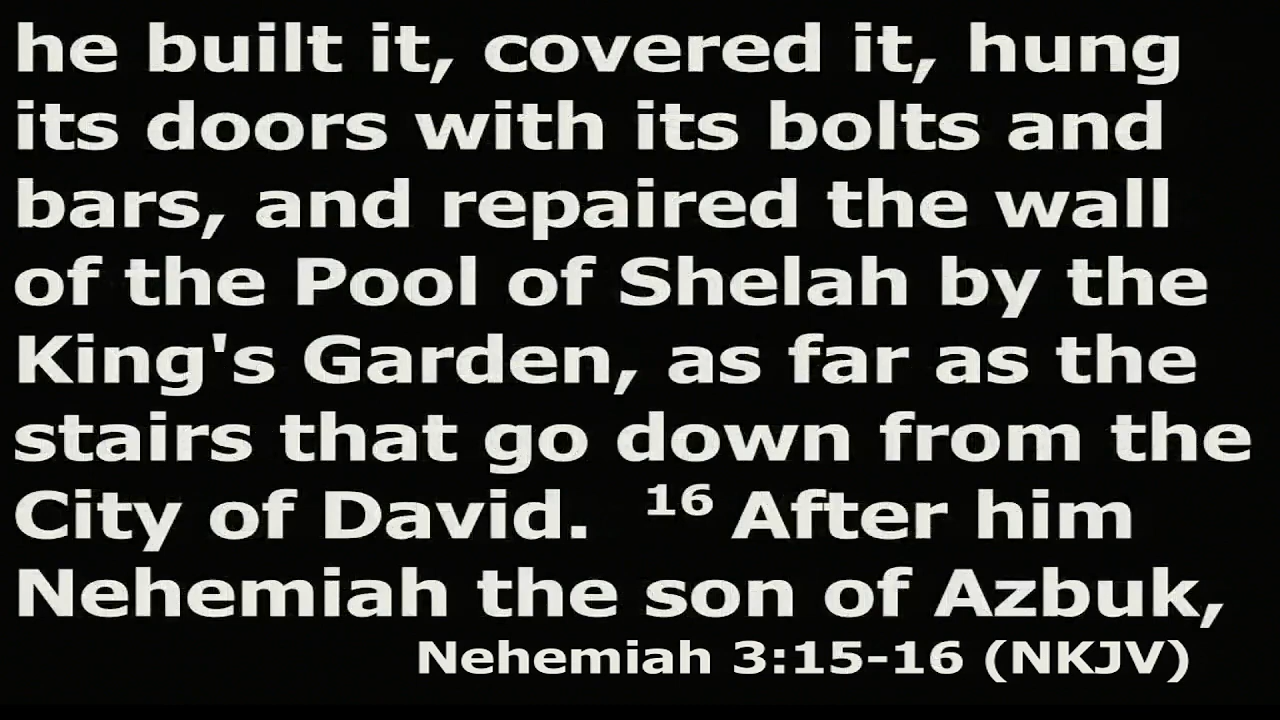 he built it, covered it, hung
its doors with its bolts and
bars, and repaired the wall
of the Pool of Shelah by the
King's Garden, as far as the
stairs that go down from the
City of David. 16 After him
Nehemiah the son of Azbuk,
Nehemiah 3:15-16 (NKJV)